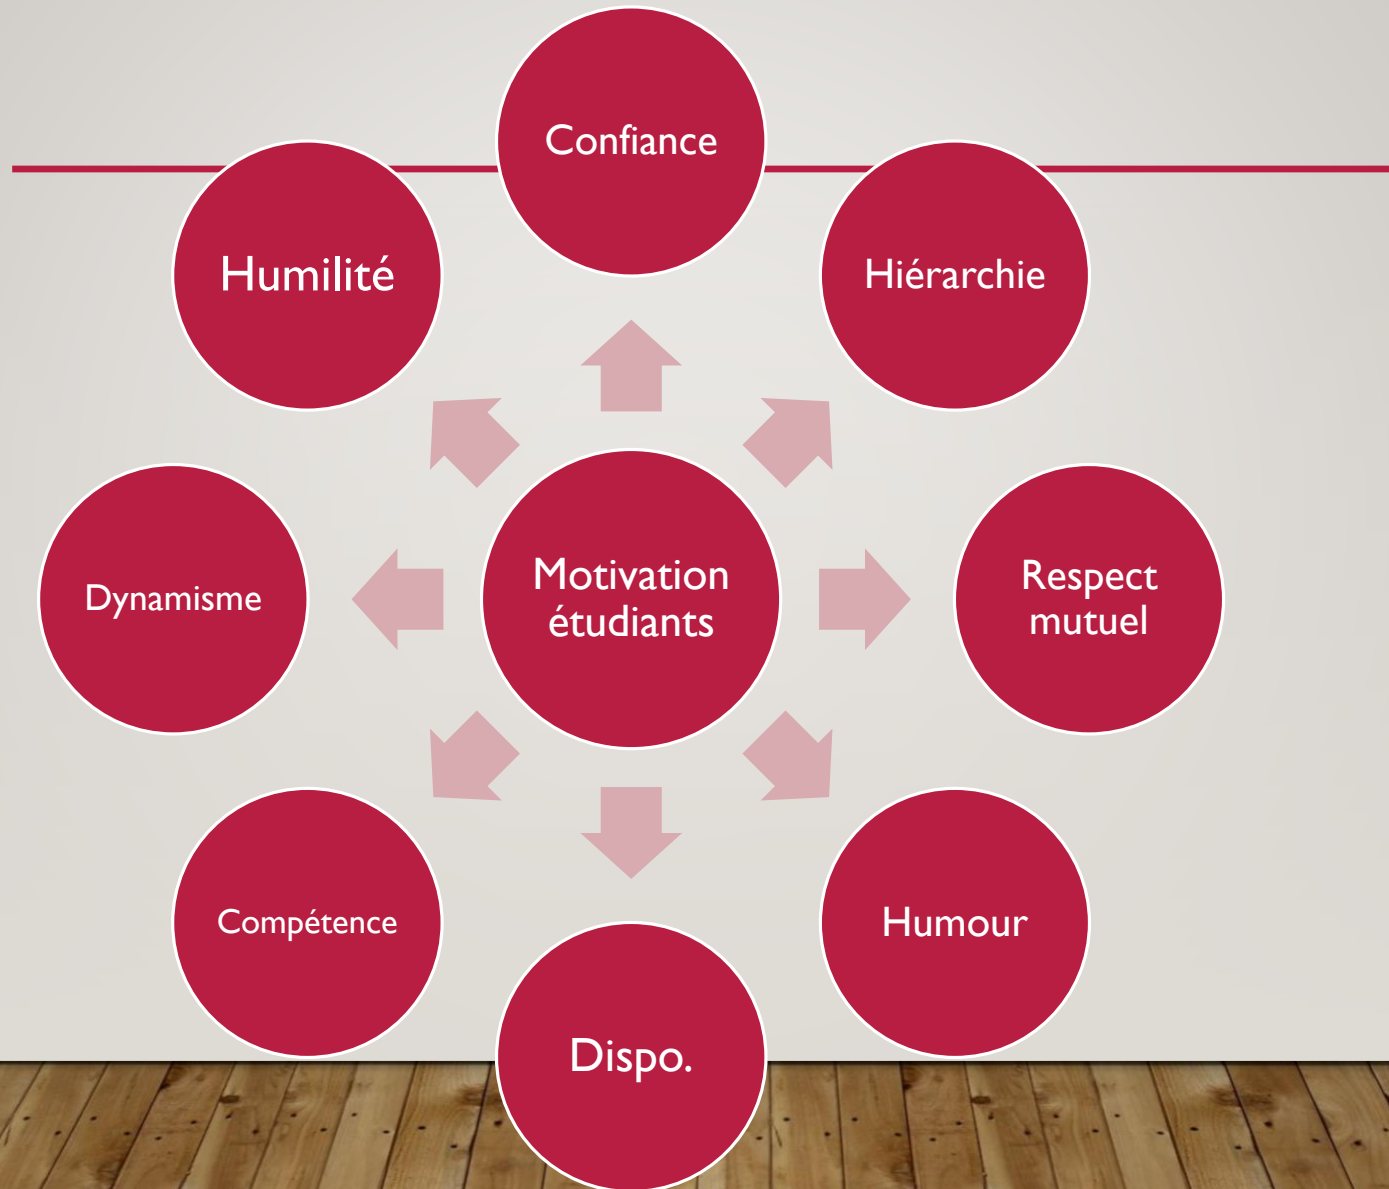 Confiance
Humilité
Hiérarchie
Dynamisme
Motivation
étudiants
Respect
mutuel
Compétence
Humour
Dispo.